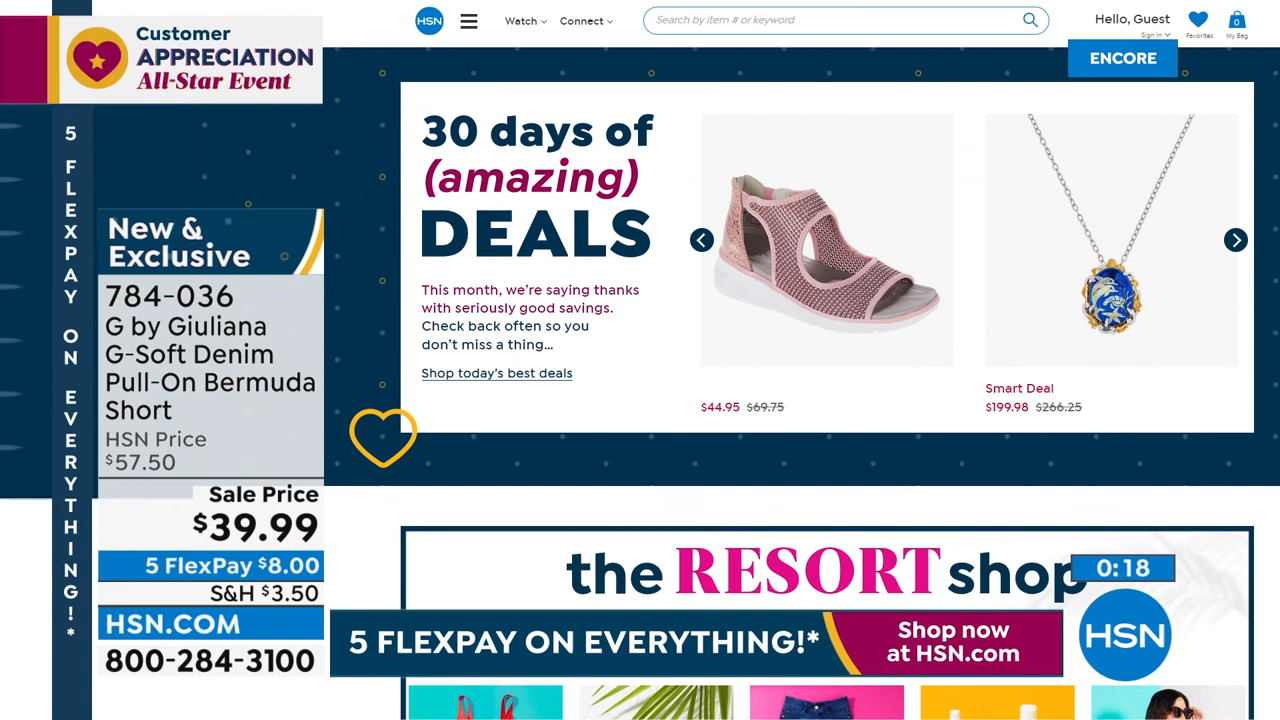 Customer
APPRECIATION
All-Star Event
5 FLEXPAY ON EVERYTHING!*
New &
Exclusive
784-036
G by Giuliana
G-Soft Denim
Pull-On Bermuda
Short
HSN Price
$57.50
Sale Price
$39.99
5 FlexPay $8.00
S&H $3.50
HSN.COM
800-284-3100
HSN
Watch
Connect
Search by item # or keyword
Hello, Guest
Sign in
Favorites
0
My Bag
ENCORE
30 days of
(amazing)
DEALS
This month, we're saying thanks
with seriously good savings.
Check back often so you
don't miss a thing...
Shop today's best deals
$44.95 $69.75
Smart Deal
$199.98 $266.25
the RESORT shop
0:18
5 FLEXPAY ON EVERYTHING!*
Shop now
at HSN.com
HSN